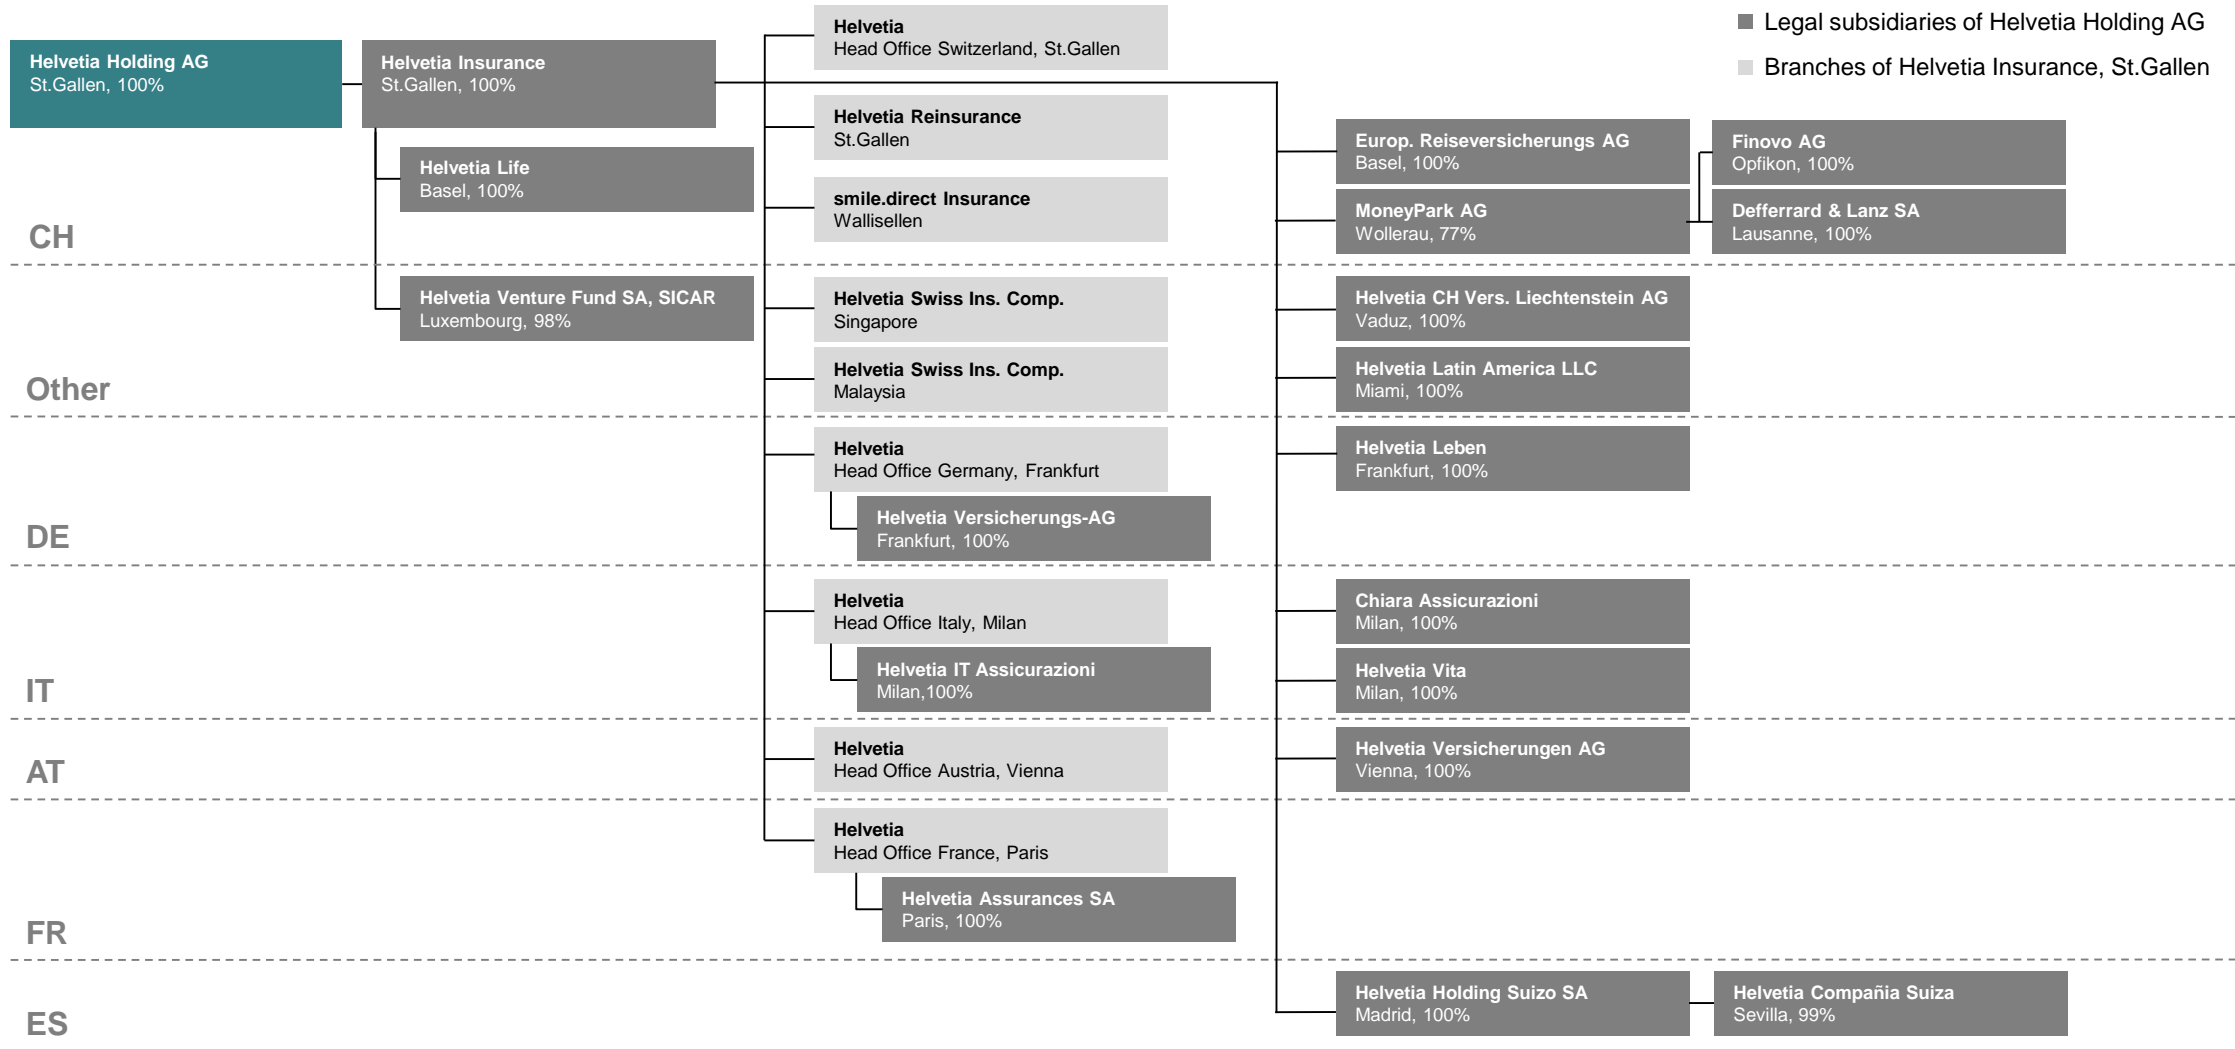 Legal subsidiaries of Helvetia Holding AG
Branches of Helvetia Insurance, St.Gallen
Helvetia Holding AG
St.Gallen, 100%
Helvetia Insurance
St.Gallen, 100%
Helvetia
Head Office Switzerland, St.Gallen
Helvetia Reinsurance
St.Gallen
Europ. Reiseversicherungs AG
Basel, 100%
Finovo AG
Opfikon, 100%
Helvetia Life
Basel, 100%
smile.direct Insurance
Wallisellen
MoneyPark AG
Wollerau, 77%
Defferrard & Lanz SA
Lausanne, 100%
CH
Helvetia Venture Fund SA, SICAR
Luxembourg, 98%
Helvetia Swiss Ins. Comp.
Singapore
Helvetia CH Vers. Liechtenstein AG
Vaduz, 100%
Helvetia Swiss Ins. Comp.
Malaysia
Helvetia Latin America LLC
Miami, 100%
Other
Helvetia
Head Office Germany, Frankfurt
Helvetia Leben
Frankfurt, 100%
Helvetia Versicherungs-AG
Frankfurt, 100%
DE
Helvetia
Head Office Italy, Milan
Chiara Assicurazioni
Milan, 100%
Helvetia IT Assicurazioni
Milan,100%
Helvetia Vita
Milan, 100%
IT
Helvetia
Head Office Austria, Vienna
Helvetia Versicherungen AG
Vienna, 100%
AT
Helvetia
Head Office France, Paris
Helvetia Assurances SA
Paris, 100%
FR
Helvetia Holding Suizo SA
Madrid, 100%
Helvetia Compañia Suiza
Sevilla, 99%
ES